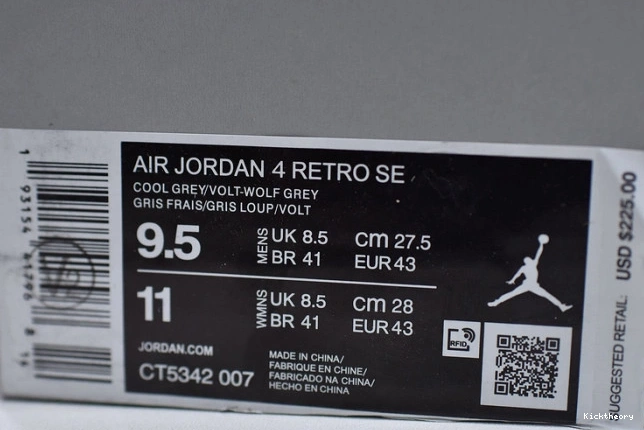 AIR JORDAN 4 RETRO SE
COOL GREY/VOLT-WOLF GREY
GRIS FRAIS/GRIS LOUP/VOLT
9.5 MENS UK 8.5 cm 27.5
BR 41 EUR 43
11 WMNS UK 8.5 cm 28
BR 41 EUR 43
JORDAN.COM
CT5342 007
MADE IN CHINA/
FABRIQUE EN CHINE/
FABRICADO NA CHINA/
HECHO EN CHINA
RFID
SUGGESTED RETAIL: USD $225.00
1 93154
Kicktheory